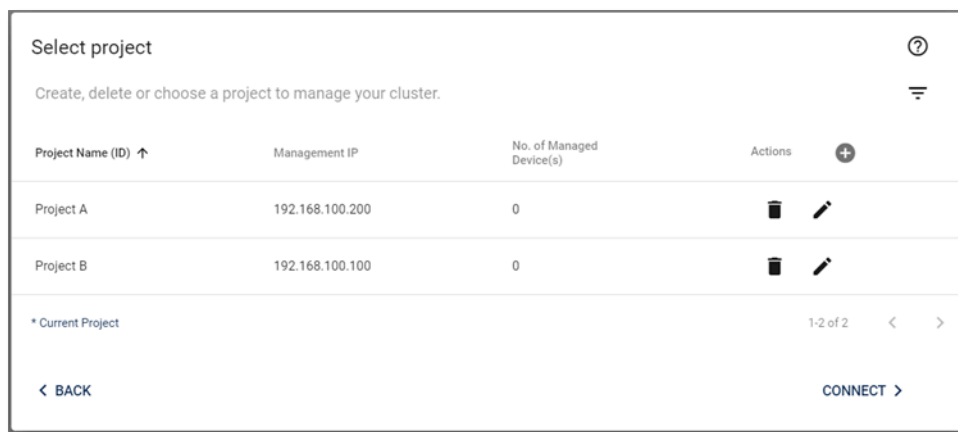 Select project
Create, delete or choose a project to manage your cluster.
Project Name (ID) Management IP No. of Managed Device(s) Actions
Project A 192.168.100.200 0
Project B 192.168.100.100 0
* Current Project 1-2 of 2
BACK CONNECT